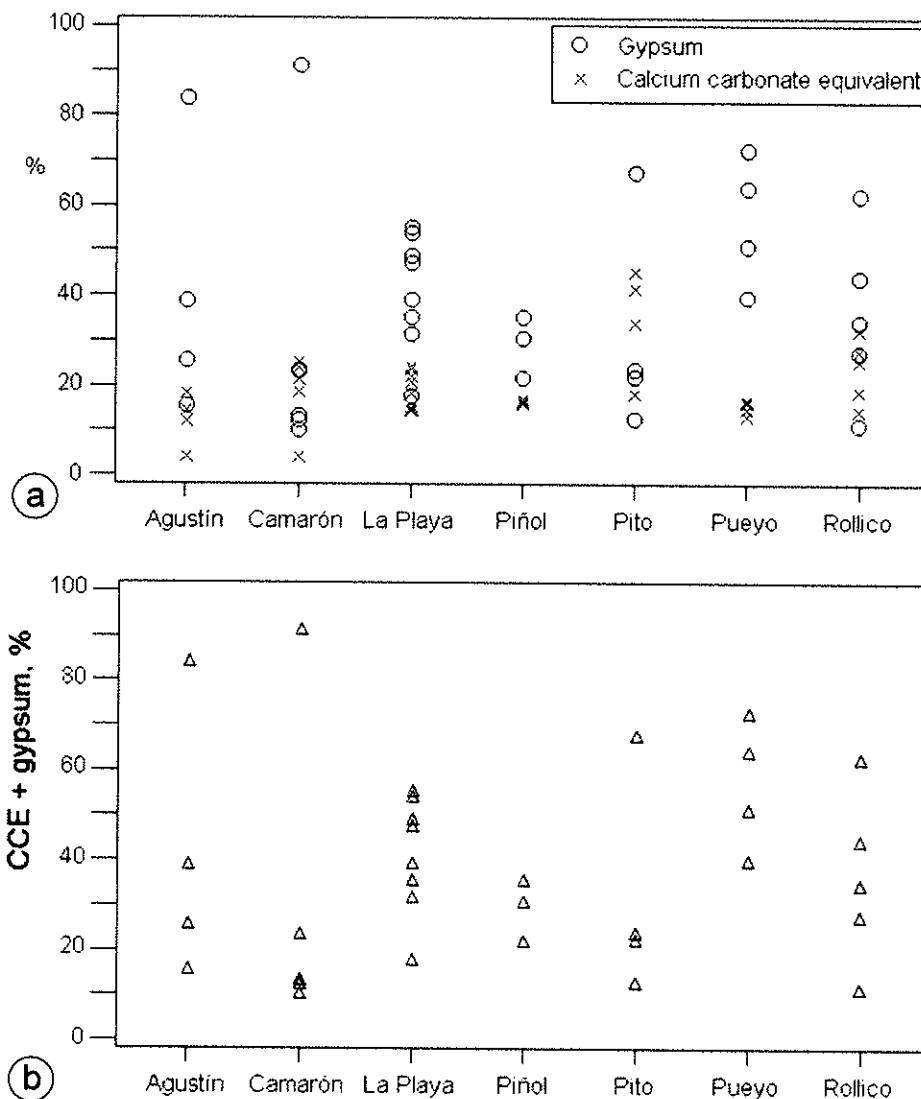 100
Gypsum
Calcium carbonate equivalent
80
%
60
40
20
0
a
Agustín Camarón La Playa Piñol Pito Pueyo Rollico
100
80
CCE + gypsum, %
60
40
20
0
b
Agustín Camarón La Playa Piñol Pito Pueyo Rollico